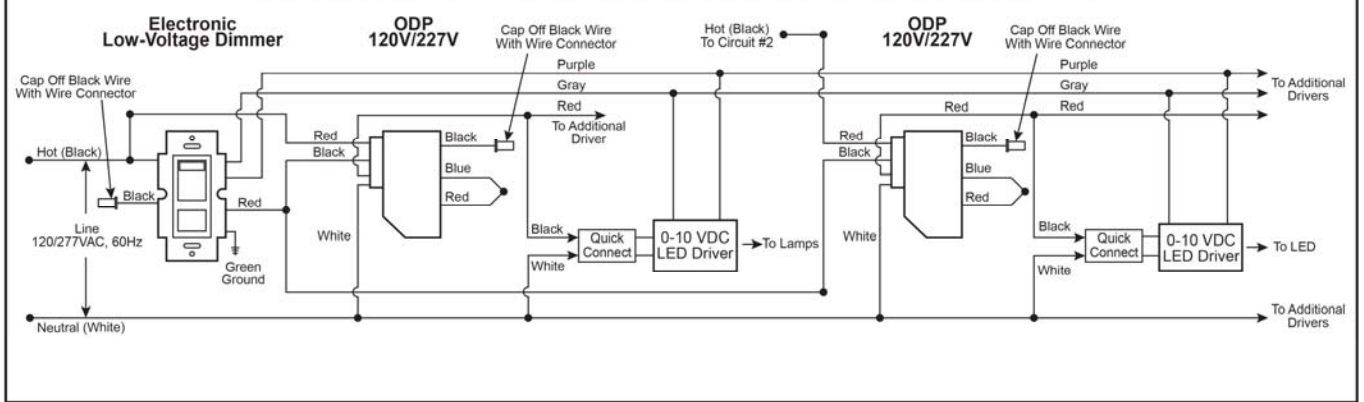 Electronic
Low-Voltage Dimmer
ODP
120V/227V
Cap Off Black Wire
With Wire Connector
Hot (Black)
To Circuit #2
ODP
120V/227V
Cap Off Black Wire
With Wire Connector
Purple
Purple
Cap Off Black Wire
With Wire Connector
Gray
Gray
To Additional
Drivers
Red
To Additional
Driver
Red
Red
Red
Black
Black
Red
Black
Black
Hot (Black)
Blue
Blue
Black
Red
Red
Red
Line
120/277VAC, 60Hz
White
Black
Quick
Connect
0-10 VDC
LED Driver
To Lamps
White
White
Black
Quick
Connect
0-10 VDC
LED Driver
To LED
White
Green
Ground
Neutral (White)
To Additional
Drivers